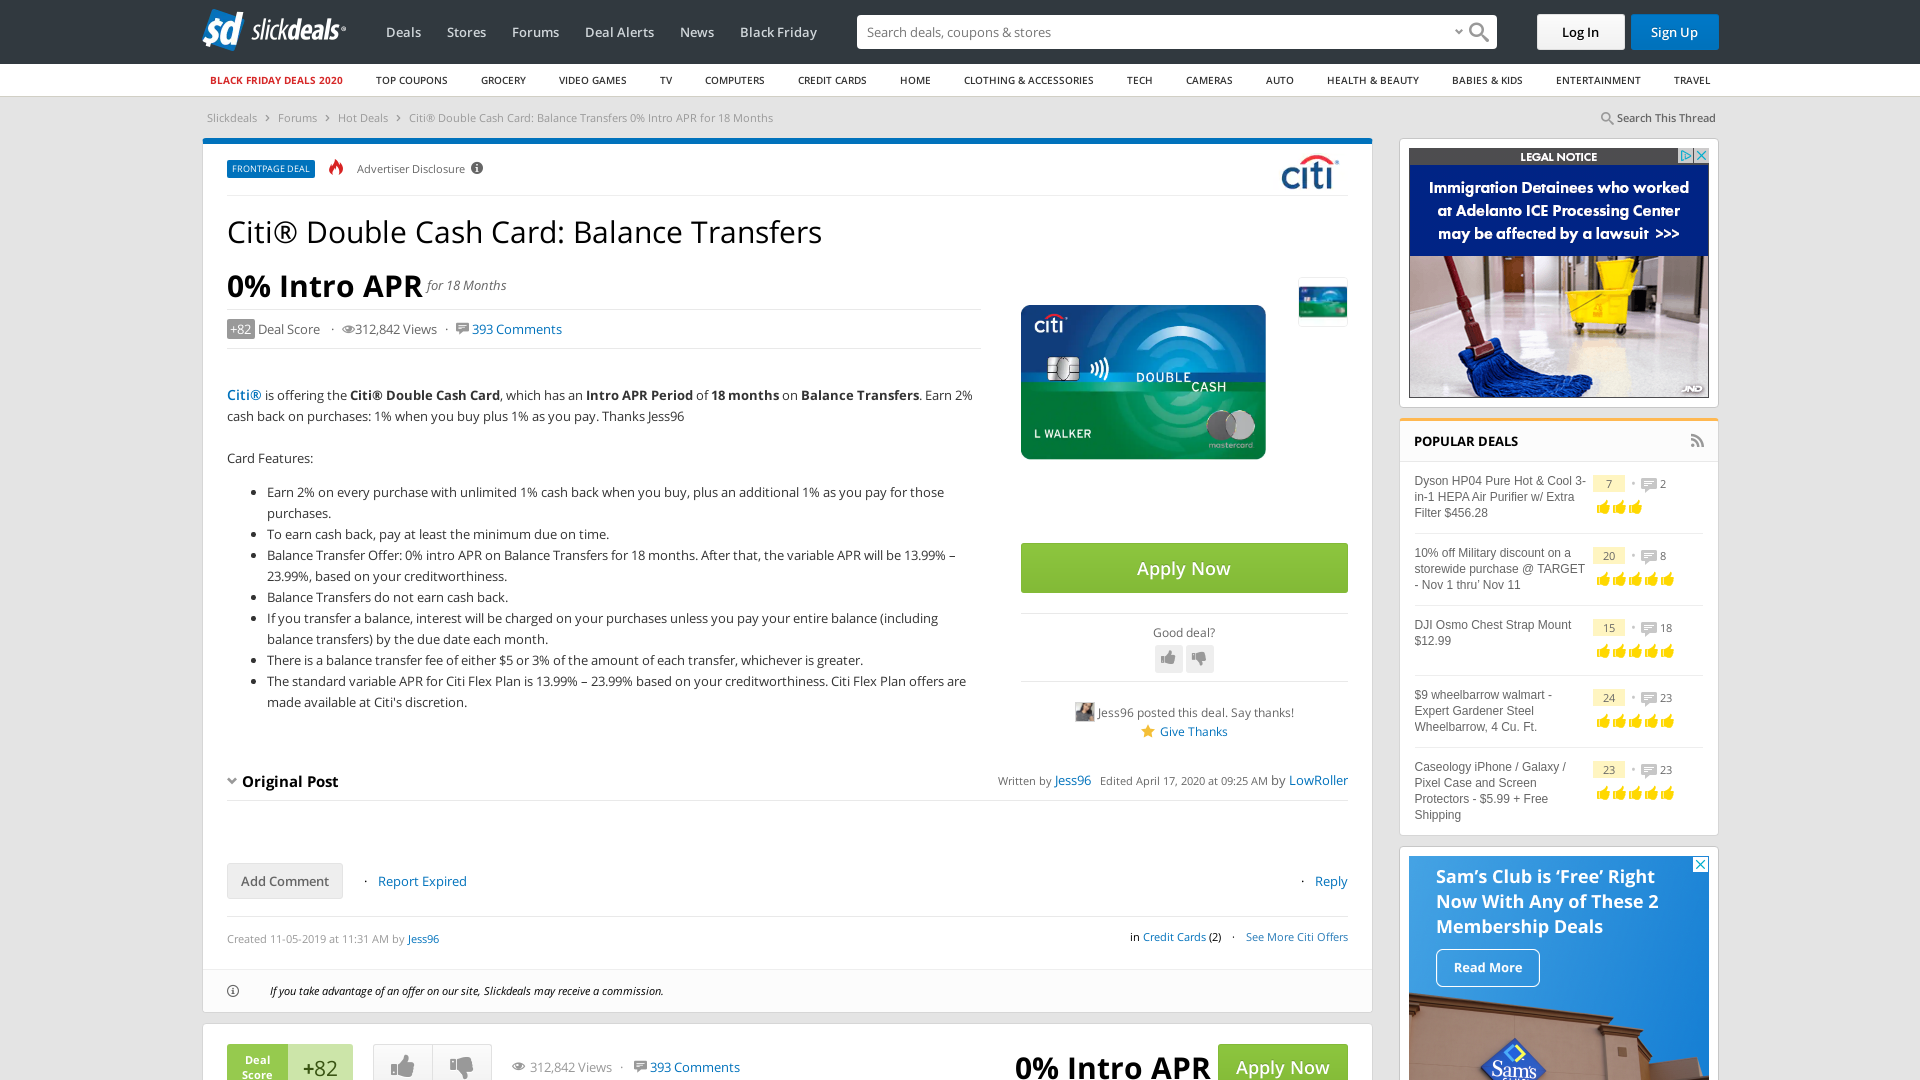 slickdeals
Deals
Stores
Forums
Deal Alerts
News
Black Friday
Search deals, coupons & stores
Log In
Sign Up
BLACK FRIDAY DEALS 2020
TOP COUPONS
GROCERY
VIDEO GAMES
TV
COMPUTERS
CREDIT CARDS
HOME
CLOTHING & ACCESSORIES
TECH
CAMERAS
AUTO
HEALTH & BEAUTY
BABIES & KIDS
ENTERTAINMENT
TRAVEL
Slickdeals › Forums › Hot Deals › Citi® Double Cash Card: Balance Transfers 0% Intro APR for 18 Months
Search This Thread
FRONTPAGE DEAL
Advertiser Disclosure
citi
Citi® Double Cash Card: Balance Transfers
0% Intro APR for 18 Months
+82 Deal Score · 312,842 Views · 393 Comments
Citi® is offering the Citi® Double Cash Card, which has an Intro APR Period of 18 months on Balance Transfers. Earn 2%
cash back on purchases: 1% when you buy plus 1% as you pay. Thanks Jess96
Card Features:
• Earn 2% on every purchase with unlimited 1% cash back when you buy, plus an additional 1% as you pay for those
purchases.
• To earn cash back, pay at least the minimum due on time.
• Balance Transfer Offer: 0% intro APR on Balance Transfers for 18 months. After that, the variable APR will be 13.99% –
23.99%, based on your creditworthiness.
• Balance Transfers do not earn cash back.
• If you transfer a balance, interest will be charged on your purchases unless you pay your entire balance (including
balance transfers) by the due date each month.
• There is a balance transfer fee of either $5 or 3% of the amount of each transfer, whichever is greater.
• The standard variable APR for Citi Flex Plan is 13.99% – 23.99% based on your creditworthiness. Citi Flex Plan offers are
made available at Citi's discretion.
citi
DOUBLE
CASH
L WALKER
mastercard
Apply Now
Good deal?
Jess96 posted this deal. Say thanks!
Give Thanks
Original Post
Written by Jess96 Edited April 17, 2020 at 09:25 AM by LowRoller
Add Comment
· Report Expired
· Reply
Created 11-05-2019 at 11:31 AM by Jess96
in Credit Cards (2) · See More Citi Offers
If you take advantage of an offer on our site, Slickdeals may receive a commission.
Deal
Score
+82
312,842 Views · 393 Comments
0% Intro APR
Apply Now
LEGAL NOTICE
Immigration Detainees who worked
at Adelanto ICE Processing Center
may be affected by a lawsuit >>>
JND
POPULAR DEALS
Dyson HP04 Pure Hot & Cool 3-
in-1 HEPA Air Purifier w/ Extra
Filter $456.28
7 • 2
10% off Military discount on a
storewide purchase @ TARGET
- Nov 1 thru' Nov 11
20 • 8
DJI Osmo Chest Strap Mount
$12.99
15 • 18
$9 wheelbarrow walmart -
Expert Gardener Steel
Wheelbarrow, 4 Cu. Ft.
24 • 23
Caseology iPhone / Galaxy /
Pixel Case and Screen
Protectors - $5.99 + Free
Shipping
23 • 23
Sam's Club is 'Free' Right
Now With Any of These 2
Membership Deals
Read More
Sam's